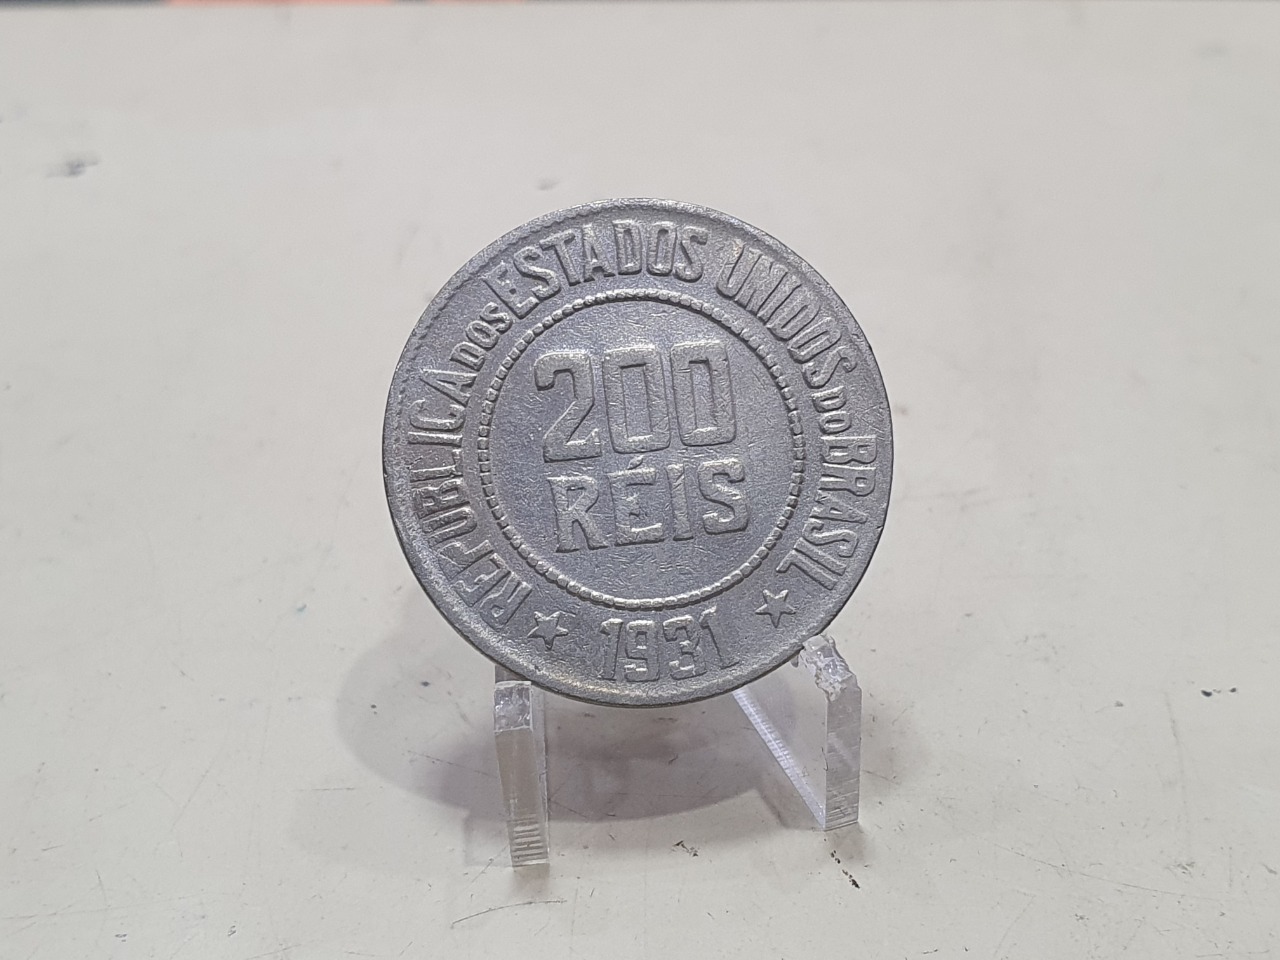 REPUBLICA DOS ESTADOS UNIDOS DO BRASIL
200
RÉIS
1931